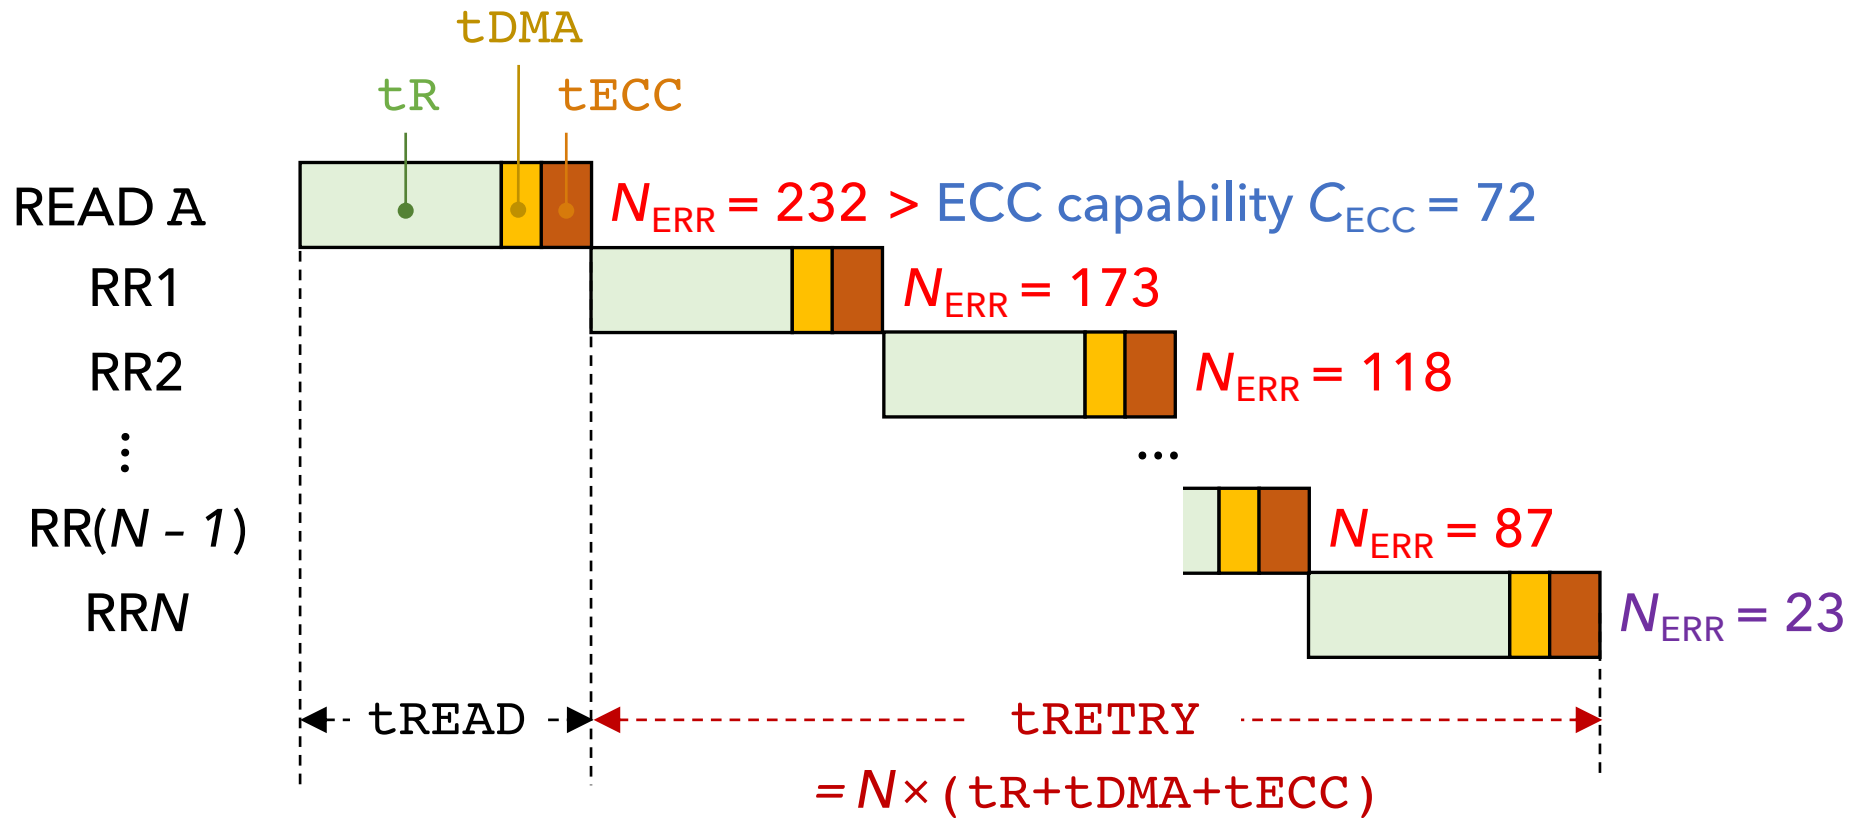 tDMA
tR tECC
READ A N_ERR = 232 > ECC capability C_ECC = 72
RR1 N_ERR = 173
RR2 N_ERR = 118
⋮ ...
RR(N - 1) N_ERR = 87
RRN N_ERR = 23
tREAD tRETRY
= N×(tR+tDMA+tECC)